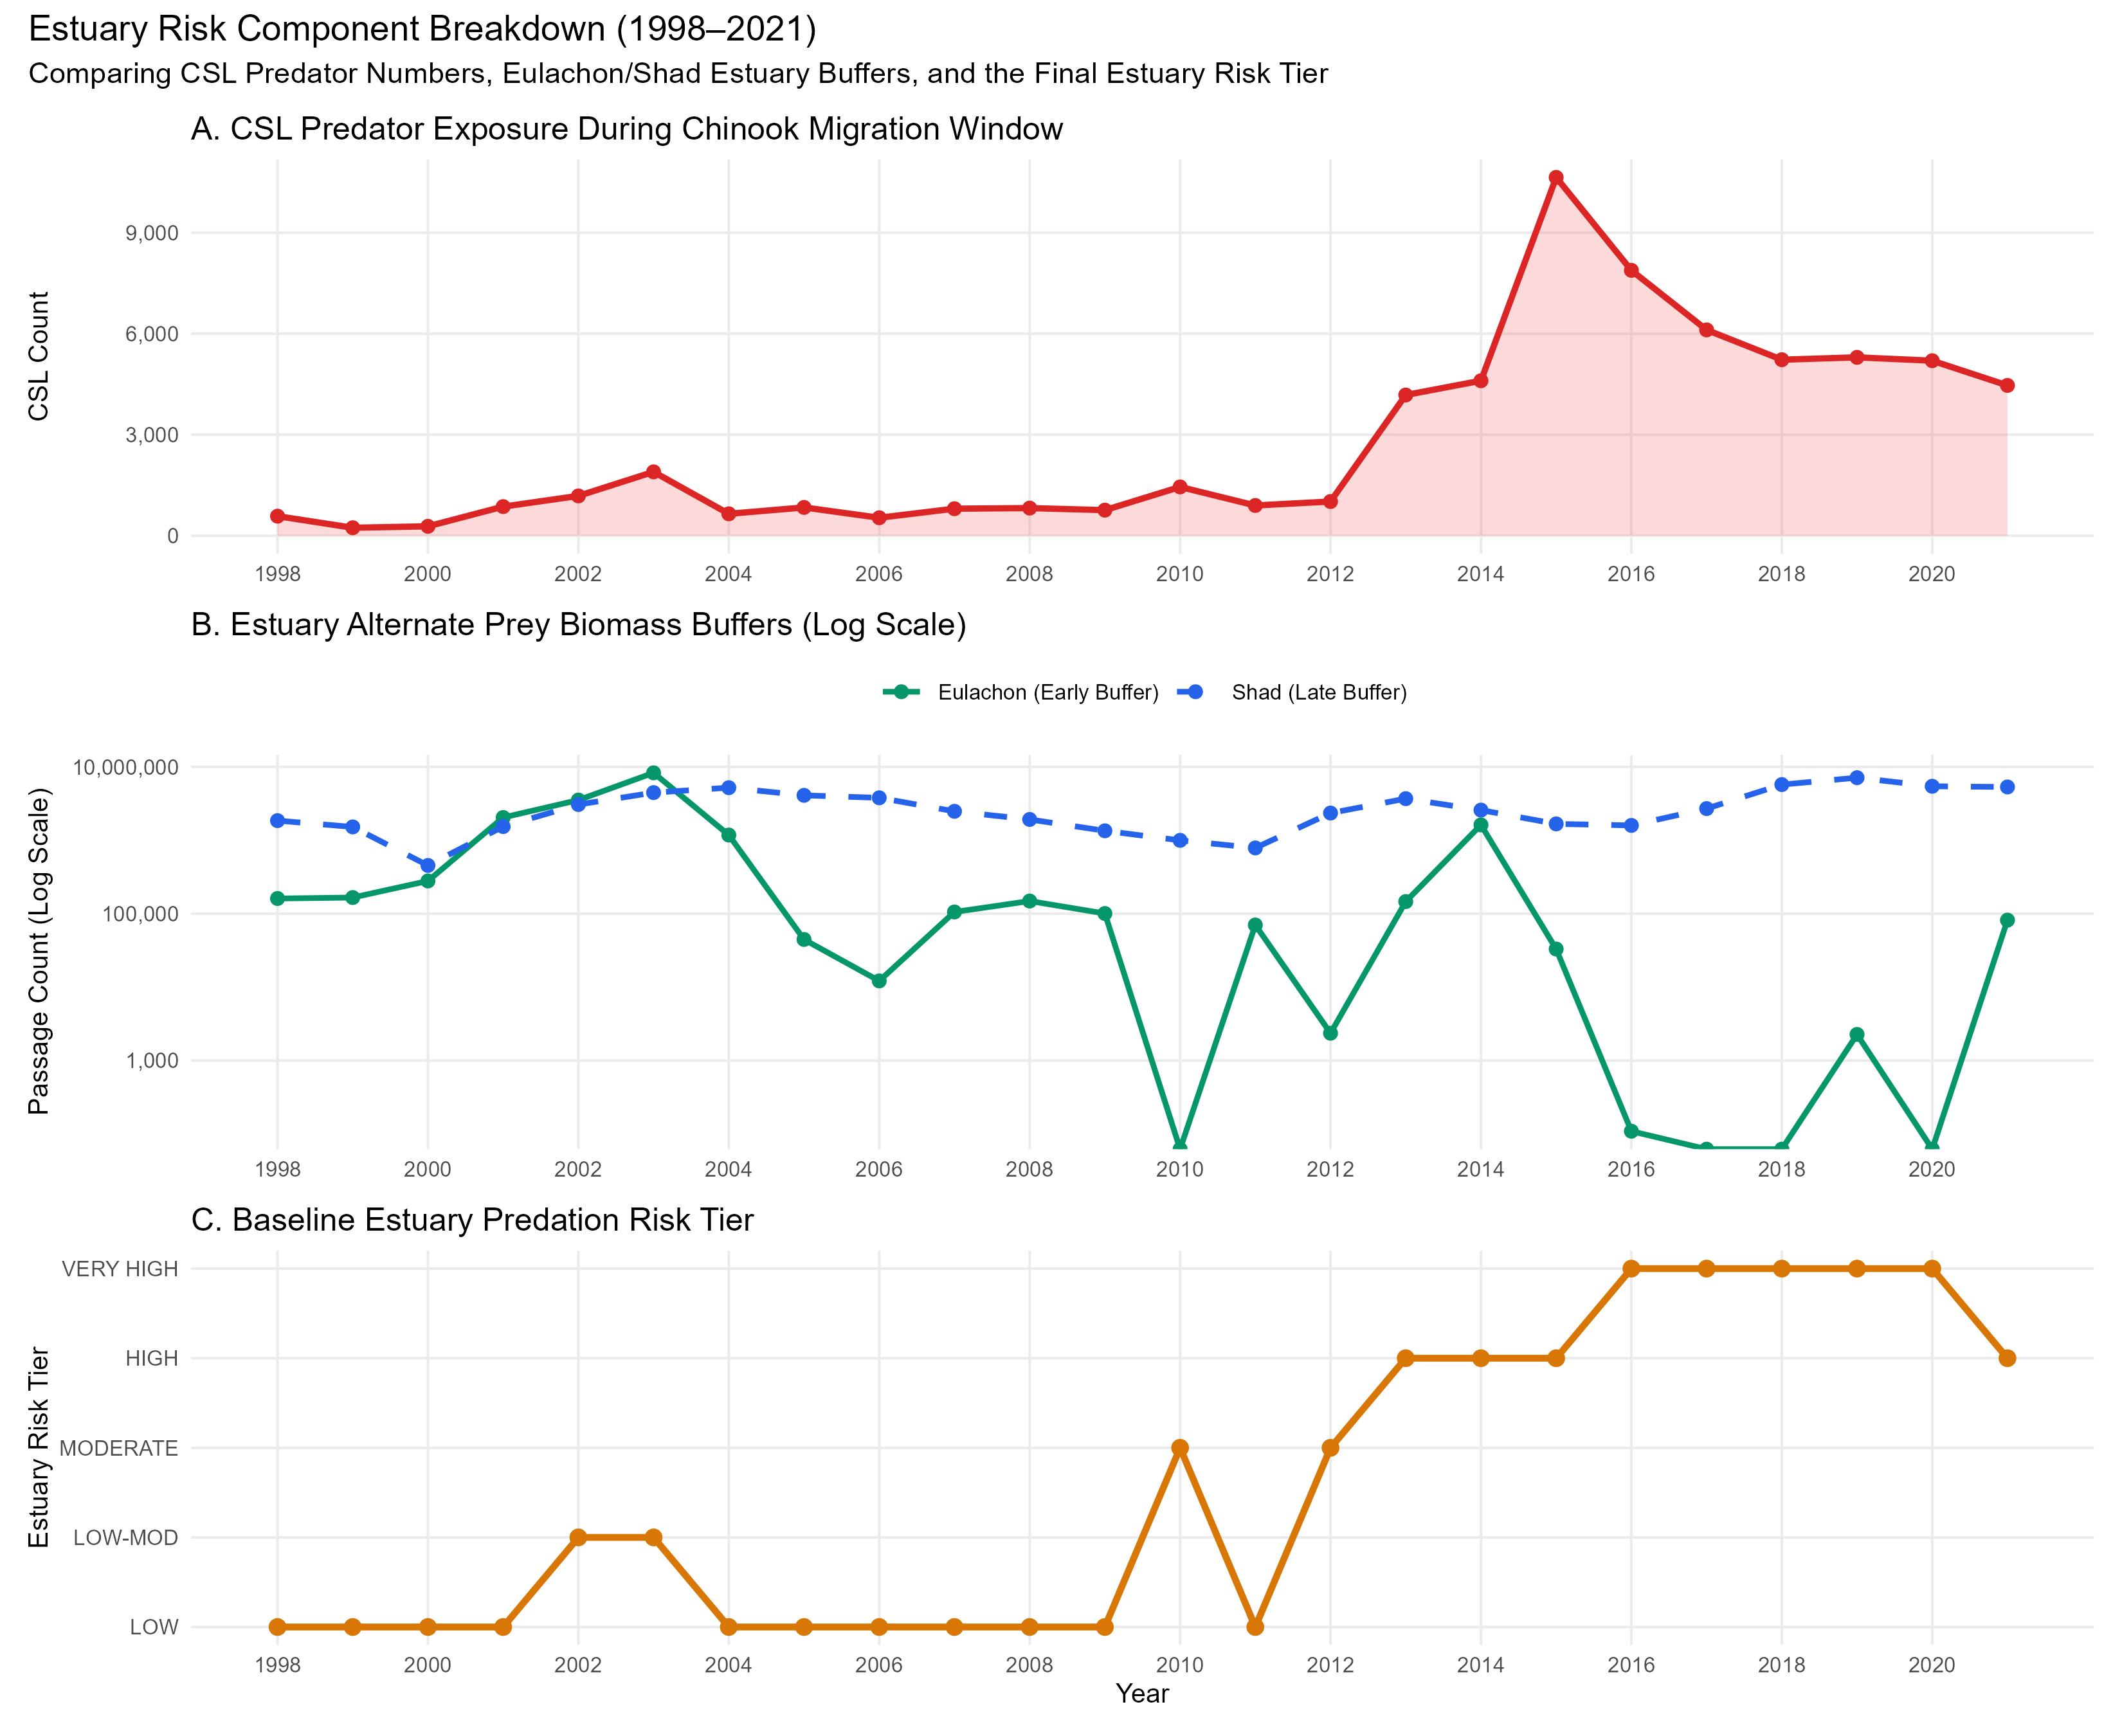 Estuary Risk Component Breakdown (1998–2021)
Comparing CSL Predator Numbers, Eulachon/Shad Estuary Buffers, and the Final Estuary Risk Tier
A. CSL Predator Exposure During Chinook Migration Window
CSL Count
9,000
6,000
3,000
0
1998 2000 2002 2004 2006 2008 2010 2012 2014 2016 2018 2020
B. Estuary Alternate Prey Biomass Buffers (Log Scale)
Eulachon (Early Buffer) Shad (Late Buffer)
Passage Count (Log Scale)
10,000,000
100,000
1,000
1998 2000 2002 2004 2006 2008 2010 2012 2014 2016 2018 2020
C. Baseline Estuary Predation Risk Tier
Estuary Risk Tier
VERY HIGH
HIGH
MODERATE
LOW-MOD
LOW
1998 2000 2002 2004 2006 2008 2010 2012 2014 2016 2018 2020
Year